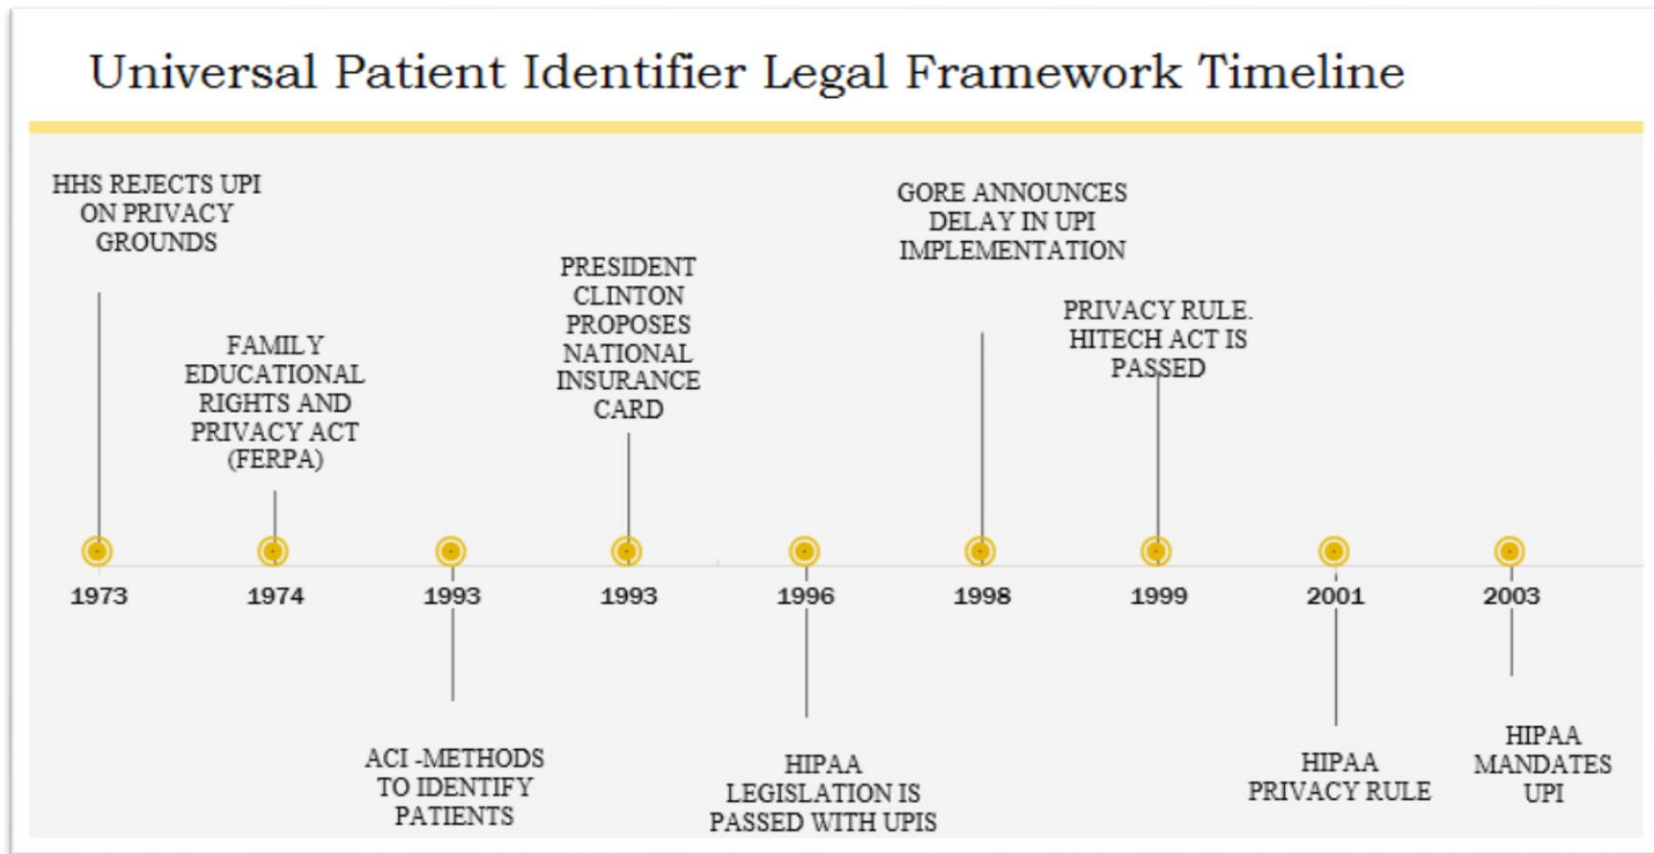 Universal Patient Identifier Legal Framework Timeline
HHS REJECTS UPI
ON PRIVACY
GROUNDS
FAMILY
EDUCATIONAL
RIGHTS AND
PRIVACY ACT
(FERPA)
PRESIDENT
CLINTON
PROPOSES
NATIONAL
INSURANCE
CARD
GORE ANNOUNCES
DELAY IN UPI
IMPLEMENTATION
PRIVACY RULE.
HITECH ACT IS
PASSED
1973 1974 1993 1993 1996 1998 1999 2001 2003
ACI -METHODS
TO IDENTIFY
PATIENTS
HIPAA
LEGISLATION IS
PASSED WITH UPIS
HIPAA
PRIVACY RULE
HIPAA
MANDATES
UPI